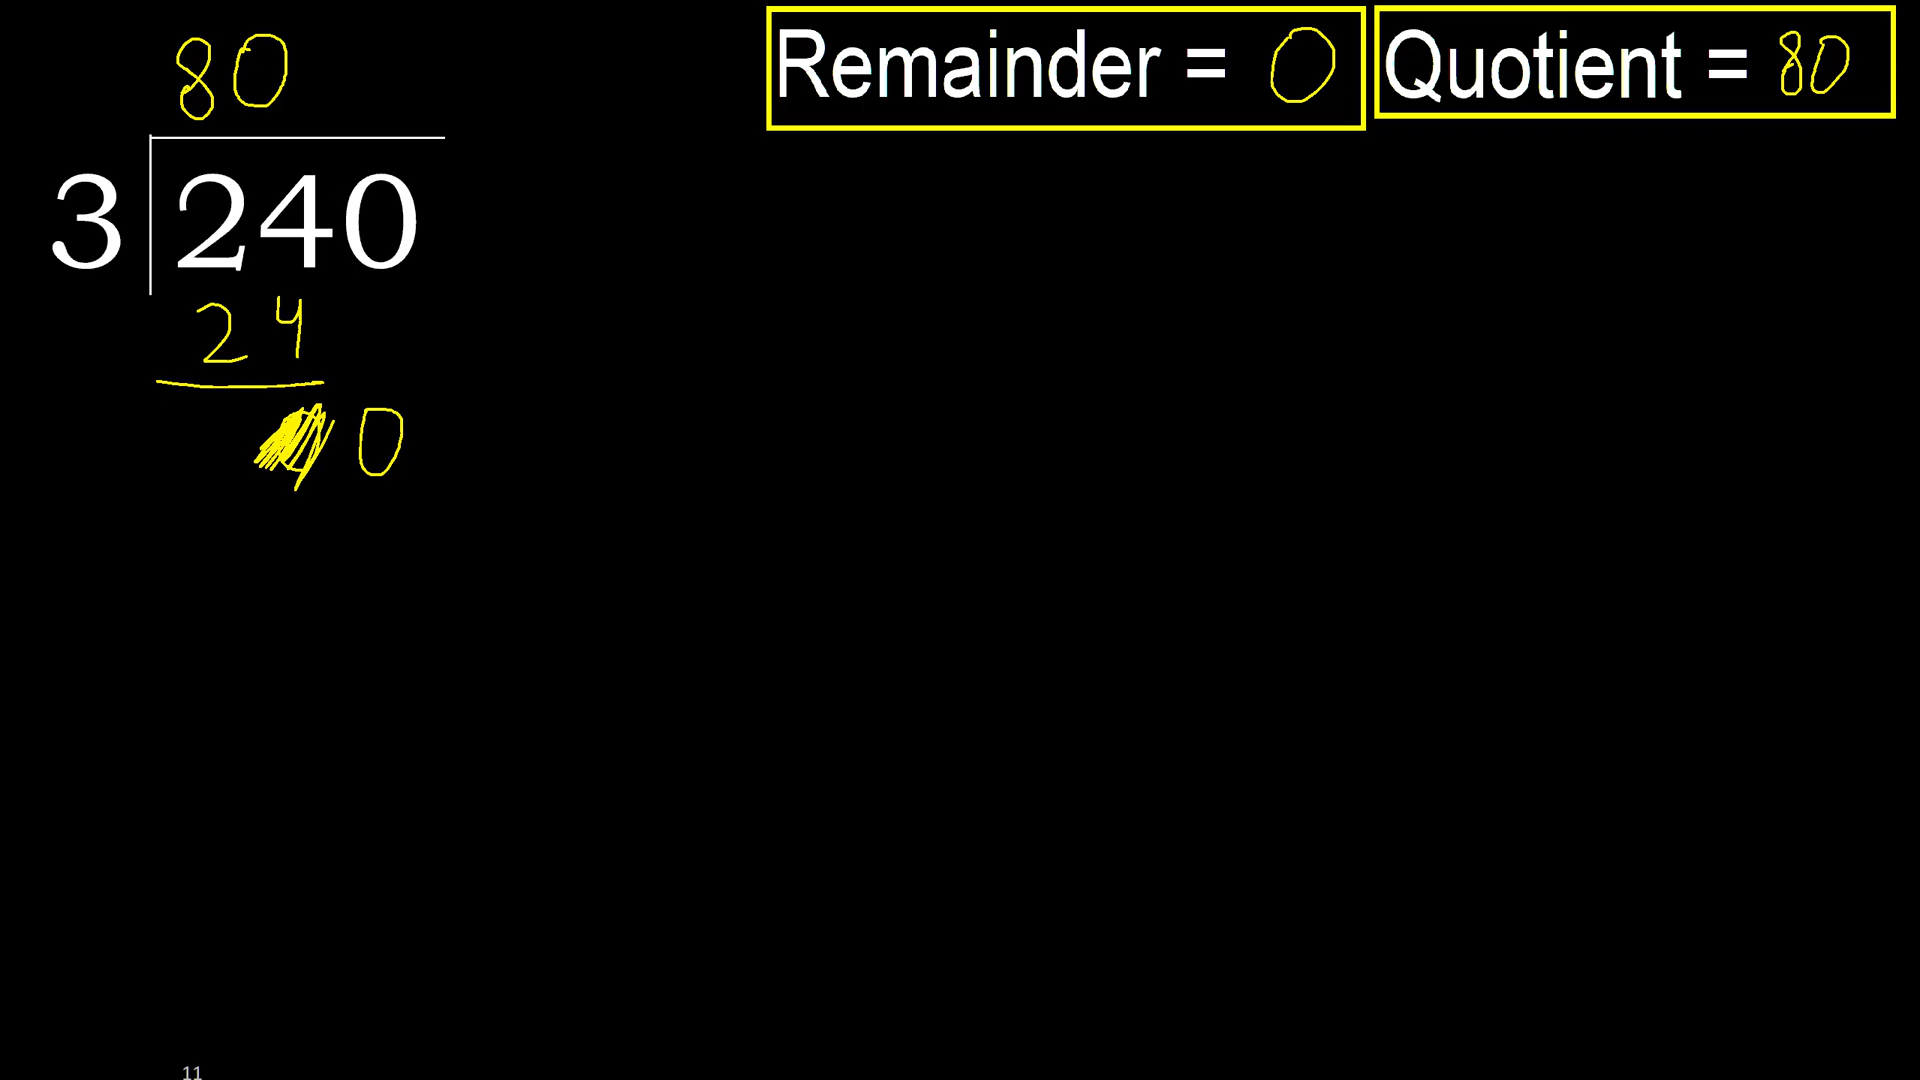 80
Remainder = 0
Quotient = 80
3 240
24
0
11